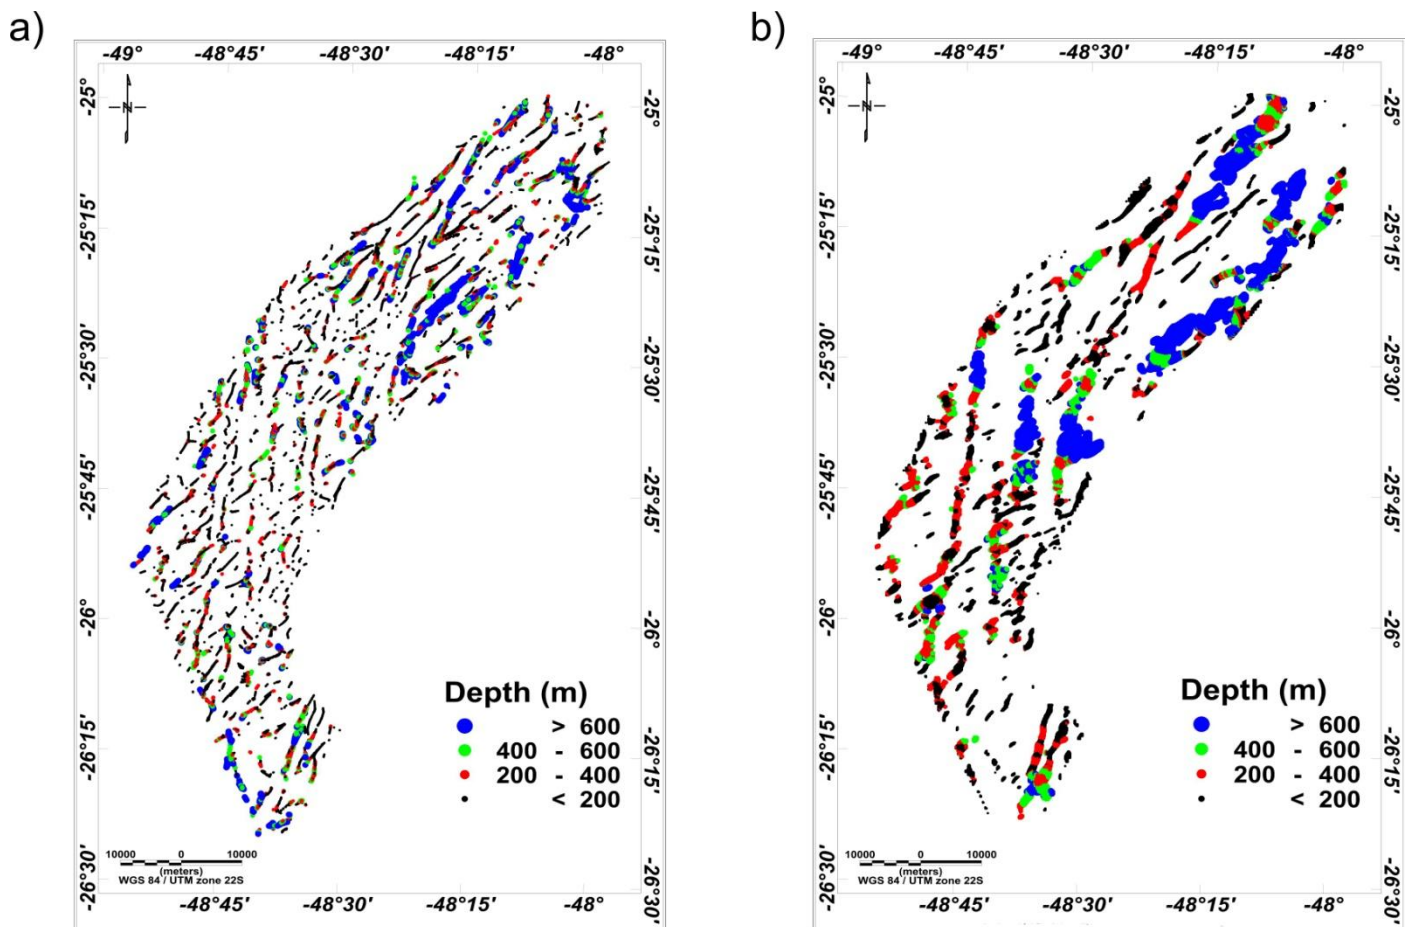 a)
-49° -48°45' -48°30' -48°15' -48°
-25° -25°15' -25°30' -25°45' -26° -26°15' -26°30'
-25° -25°15' -25°30' -25°45' -26° -26°15' -26°30'
N
Depth (m)
> 600
400 - 600
200 - 400
< 200
10000 0 10000
(meters)
WGS 84 / UTM zone 22S
-48°45' -48°30' -48°15' -48°
b)
-49° -48°45' -48°30' -48°15' -48°
-25° -25°15' -25°30' -25°45' -26° -26°15' -26°30'
-25° -25°15' -25°30' -25°45' -26° -26°15' -26°30'
N
Depth (m)
> 600
400 - 600
200 - 400
< 200
10000 0 10000
(meters)
WGS 84 / UTM zone 22S
-48°45' -48°30' -48°15' -48°